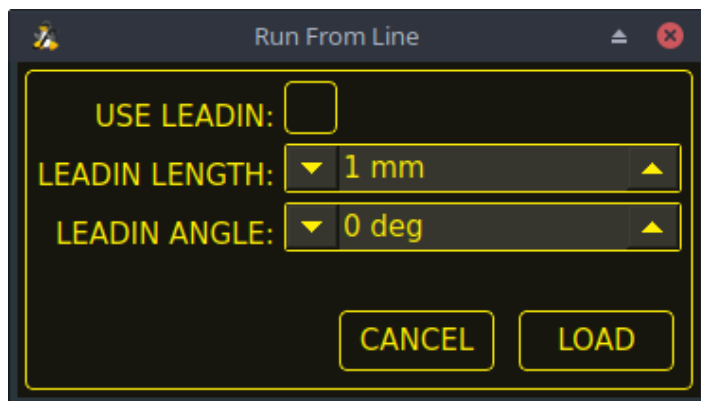 Run From Line
USE LEADIN:
LEADIN LENGTH: 1 mm
LEADIN ANGLE: 0 deg
CANCEL LOAD